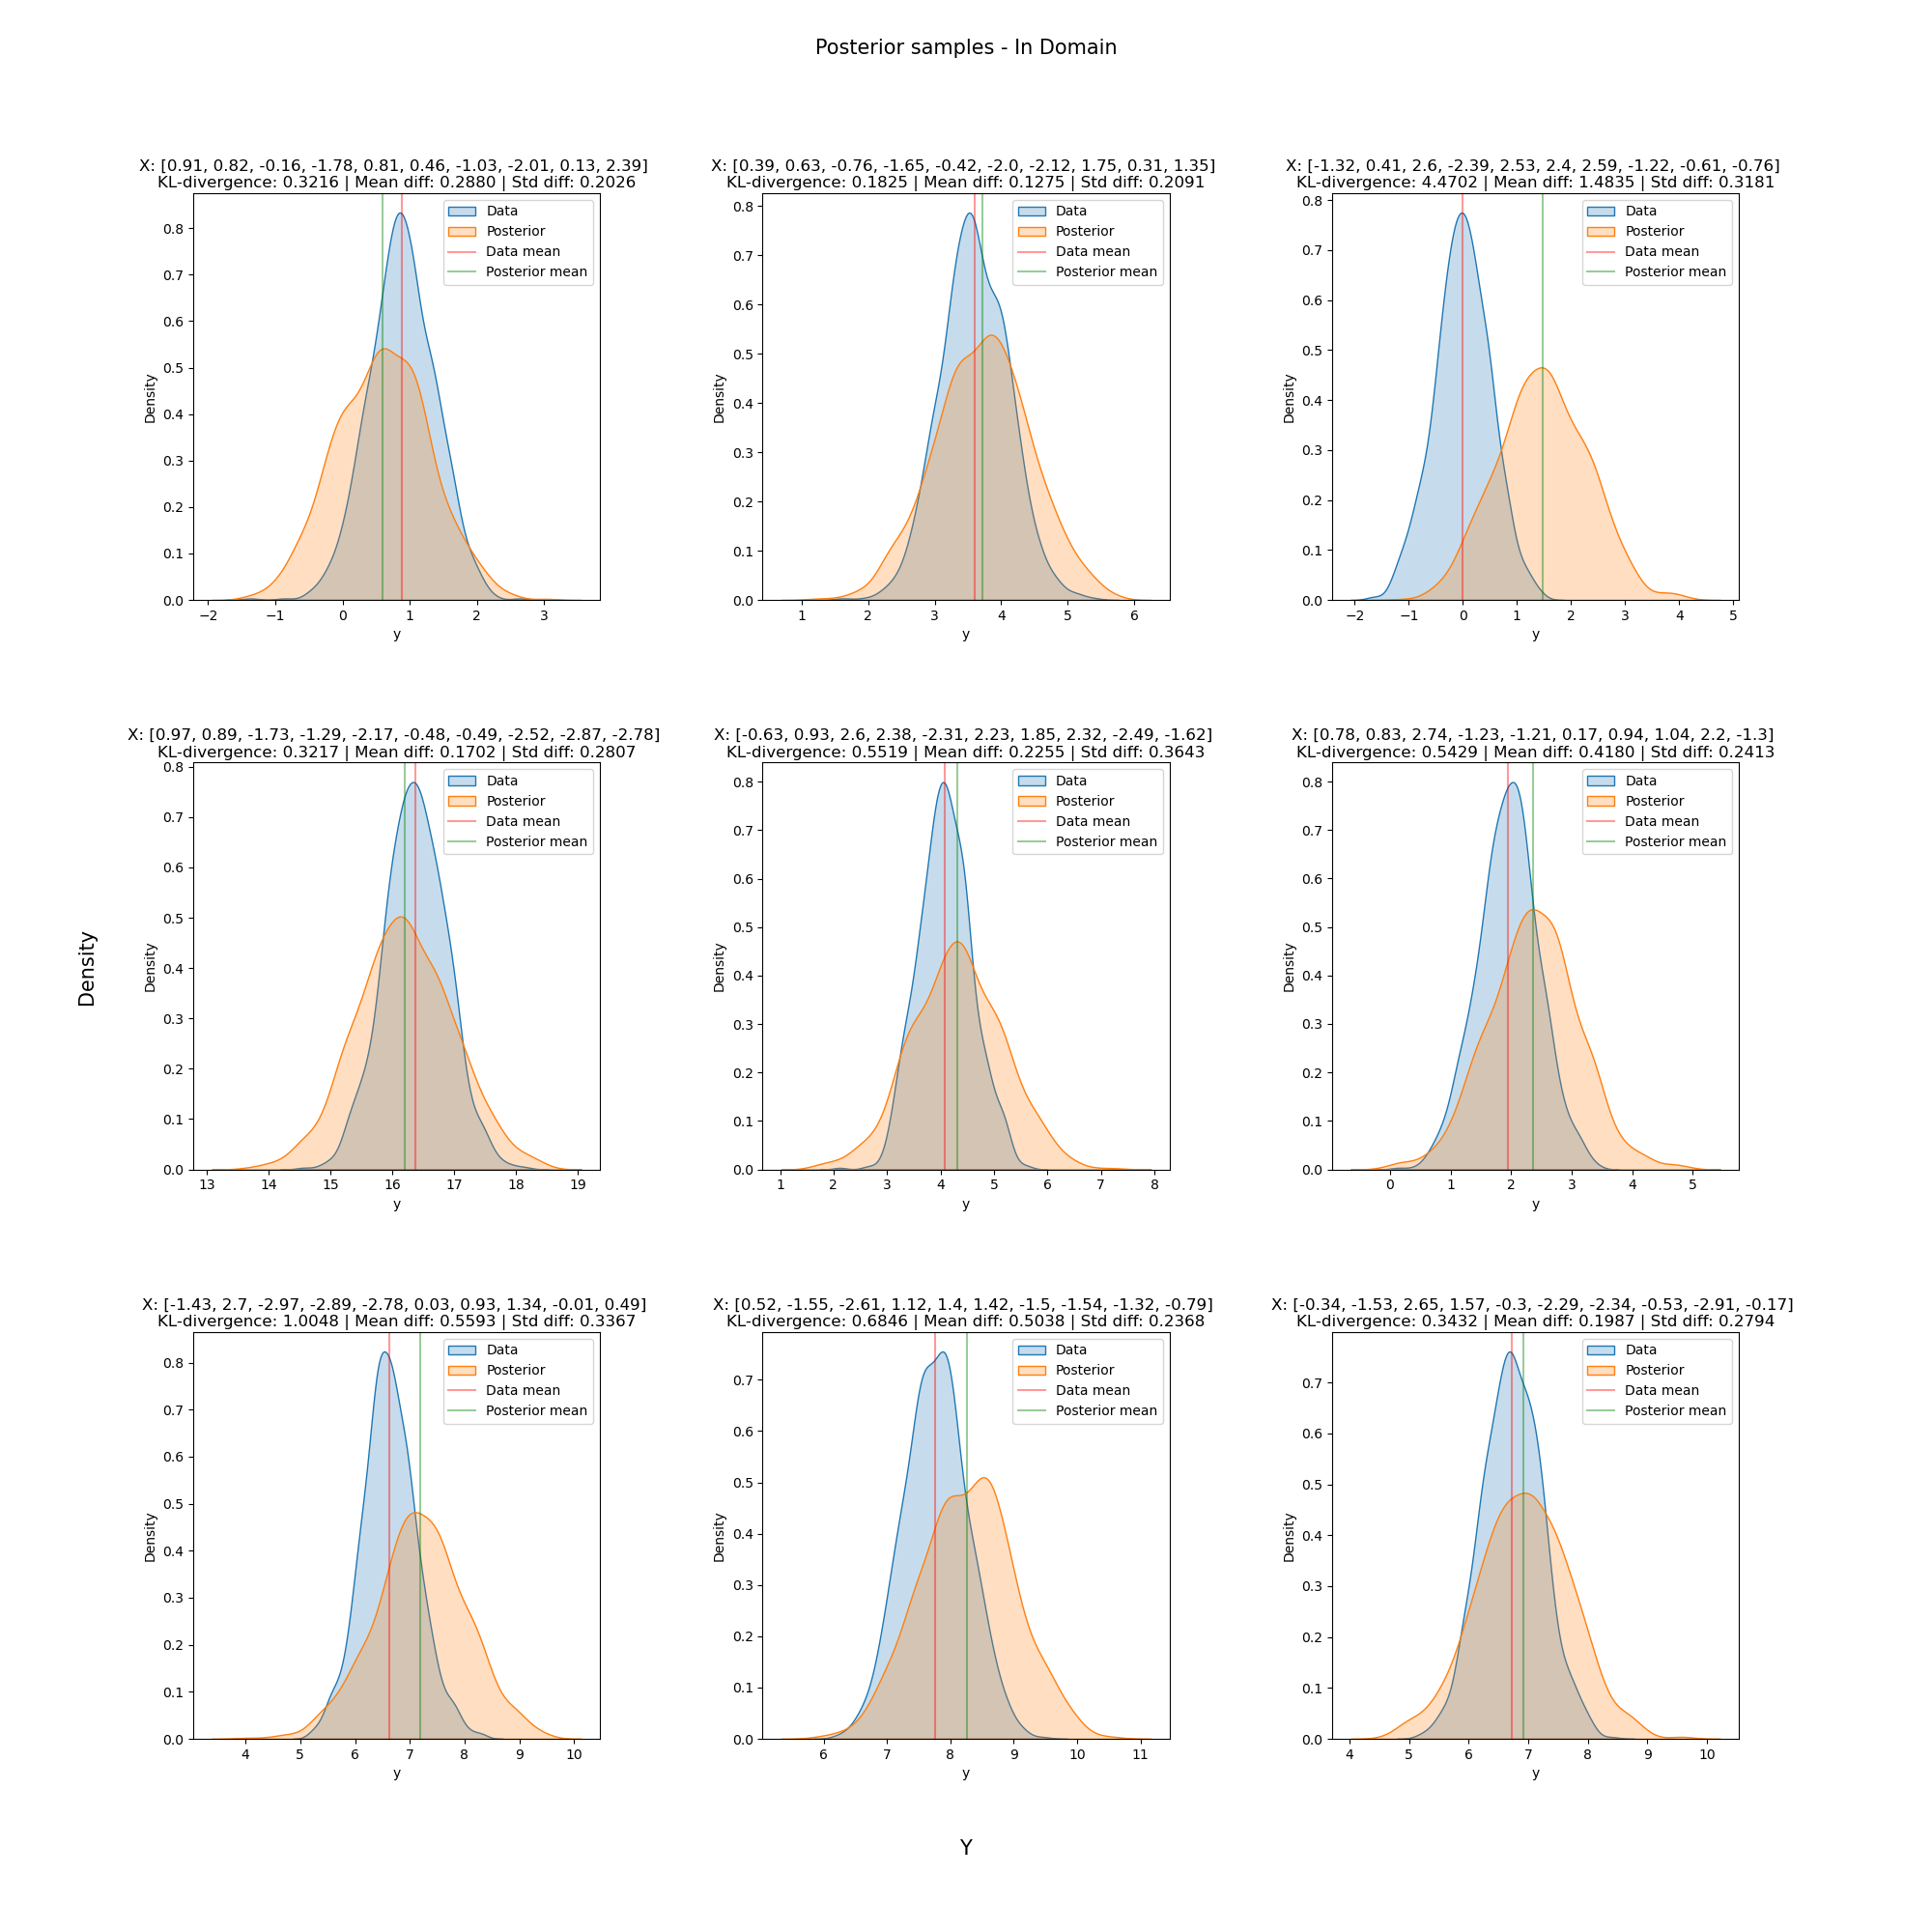 Posterior samples - In Domain
X: [0.91, 0.82, -0.16, -1.78, 0.81, 0.46, -1.03, -2.01, 0.13, 2.39]
KL-divergence: 0.3216 | Mean diff: 0.2880 | Std diff: 0.2026
Data
Posterior
Data mean
Posterior mean
0.8
0.7
0.6
0.5
0.4
0.3
0.2
0.1
0.0
Density
−2 −1 0 1 2 3
y
X: [0.39, 0.63, -0.76, -1.65, -0.42, -2.0, -2.12, 1.75, 0.31, 1.35]
KL-divergence: 0.1825 | Mean diff: 0.1275 | Std diff: 0.2091
Data
Posterior
Data mean
Posterior mean
0.8
0.7
0.6
0.5
0.4
0.3
0.2
0.1
0.0
Density
1 2 3 4 5 6
y
X: [-1.32, 0.41, 2.6, -2.39, 2.53, 2.4, 2.59, -1.22, -0.61, -0.76]
KL-divergence: 4.4702 | Mean diff: 1.4835 | Std diff: 0.3181
Data
Posterior
Data mean
Posterior mean
0.8
0.7
0.6
0.5
0.4
0.3
0.2
0.1
0.0
Density
−2 −1 0 1 2 3 4 5
y
X: [0.97, 0.89, -1.73, -1.29, -2.17, -0.48, -0.49, -2.52, -2.87, -2.78]
KL-divergence: 0.3217 | Mean diff: 0.1702 | Std diff: 0.2807
Data
Posterior
Data mean
Posterior mean
0.8
0.7
0.6
0.5
0.4
0.3
0.2
0.1
0.0
Density
13 14 15 16 17 18 19
y
X: [-0.63, 0.93, 2.6, 2.38, -2.31, 2.23, 1.85, 2.32, -2.49, -1.62]
KL-divergence: 0.5519 | Mean diff: 0.2255 | Std diff: 0.3643
Data
Posterior
Data mean
Posterior mean
0.8
0.7
0.6
0.5
0.4
0.3
0.2
0.1
0.0
Density
1 2 3 4 5 6 7 8
y
X: [0.78, 0.83, 2.74, -1.23, -1.21, 0.17, 0.94, 1.04, 2.2, -1.3]
KL-divergence: 0.5429 | Mean diff: 0.4180 | Std diff: 0.2413
Data
Posterior
Data mean
Posterior mean
0.8
0.7
0.6
0.5
0.4
0.3
0.2
0.1
0.0
Density
0 1 2 3 4 5
y
X: [-1.43, 2.7, -2.97, -2.89, -2.78, 0.03, 0.93, 1.34, -0.01, 0.49]
KL-divergence: 1.0048 | Mean diff: 0.5593 | Std diff: 0.3367
Data
Posterior
Data mean
Posterior mean
0.8
0.7
0.6
0.5
0.4
0.3
0.2
0.1
0.0
Density
4 5 6 7 8 9 10
y
X: [0.52, -1.55, -2.61, 1.12, 1.4, 1.42, -1.5, -1.54, -1.32, -0.79]
KL-divergence: 0.6846 | Mean diff: 0.5038 | Std diff: 0.2368
Data
Posterior
Data mean
Posterior mean
0.7
0.6
0.5
0.4
0.3
0.2
0.1
0.0
Density
6 7 8 9 10 11
y
X: [-0.34, -1.53, 2.65, 1.57, -0.3, -2.29, -2.34, -0.53, -2.91, -0.17]
KL-divergence: 0.3432 | Mean diff: 0.1987 | Std diff: 0.2794
Data
Posterior
Data mean
Posterior mean
0.7
0.6
0.5
0.4
0.3
0.2
0.1
0.0
Density
4 5 6 7 8 9 10
y
Density
Y